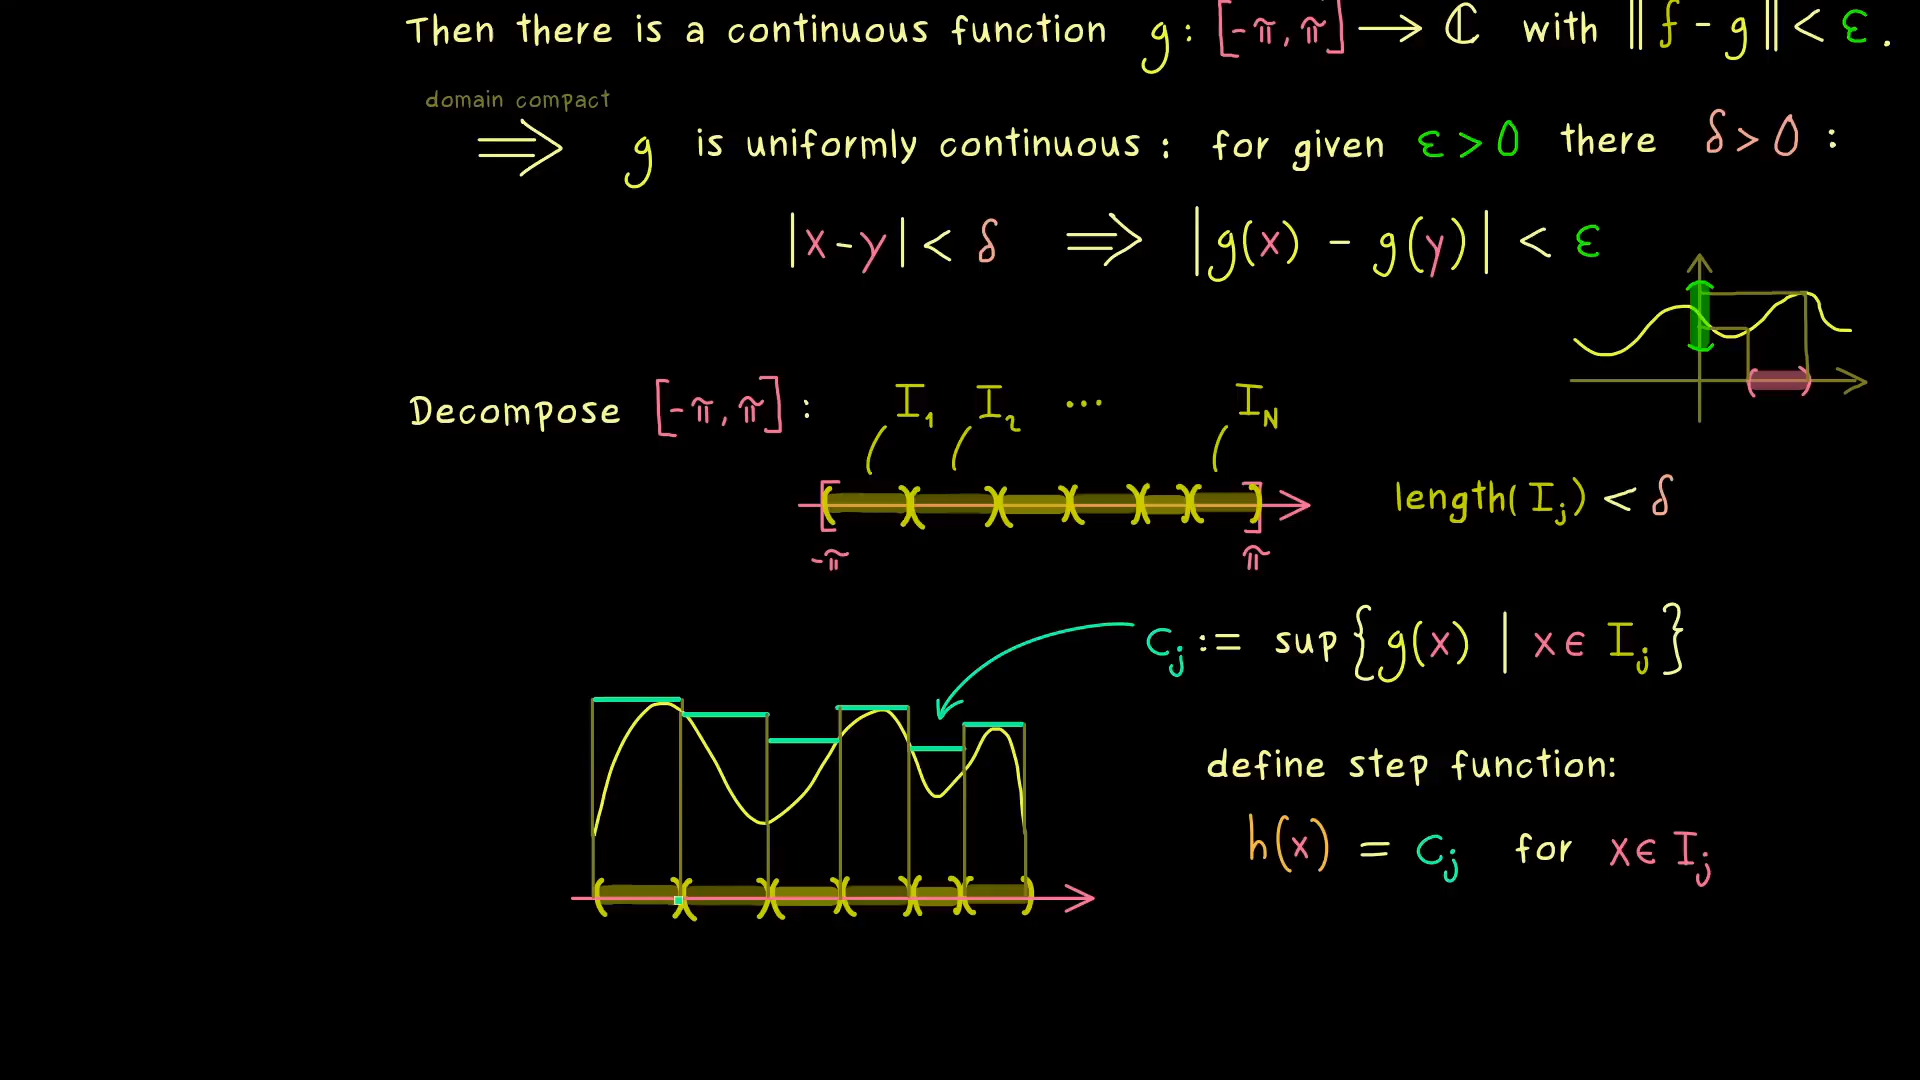 Then there is a continuous function g: [-π, π] → ℂ with ‖f - g‖ < ε.
domain compact
⟹ g is uniformly continuous: for given ε > 0 there δ > 0 :
|x-y| < δ ⟹ |g(x) - g(y)| < ε
Decompose [-π, π] : I₁ I₂ ... I_N
length(I_j) < δ
-π π
c_j := sup{g(x) | x ∈ I_j}
define step function:
h(x) = c_j for x ∈ I_j